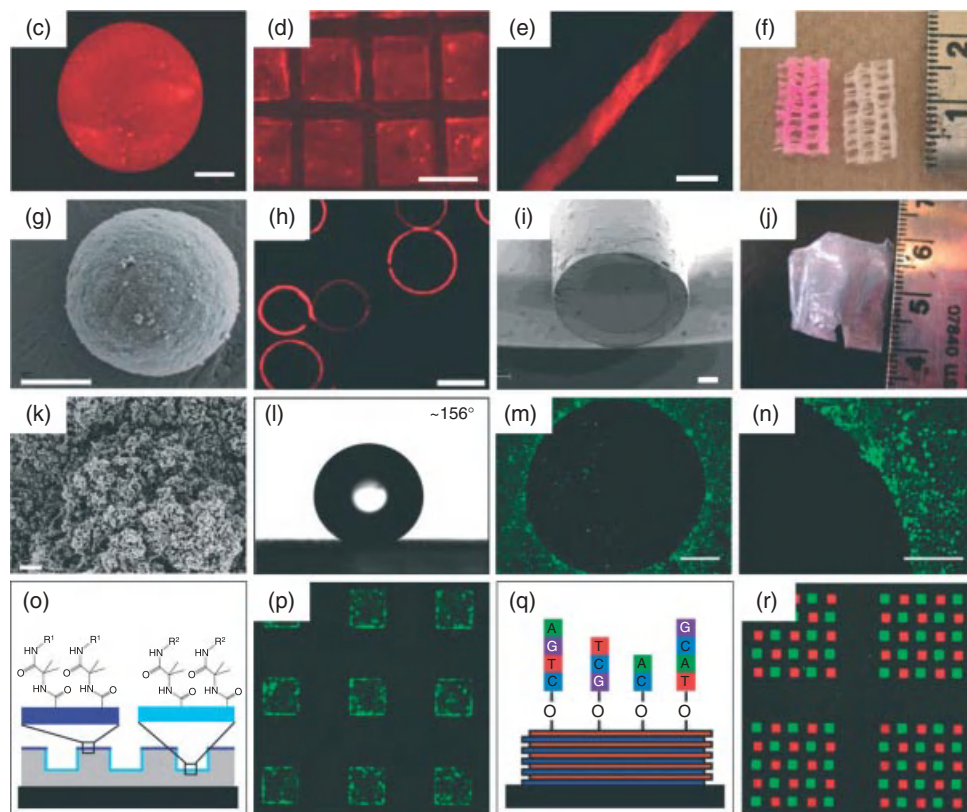 (c) (d) (e) (f)
2
1
(g) (h) (i) (j)
7
6
5
4
07840
(k) (l) ~156° (m) (n)
(o) (p) (q) (r)
R¹ R¹ R² R²
HN HN HN HN
O O O O
HN HN HN HN
O O O O
A G T C
T C G
A C
G C A T
O O O O